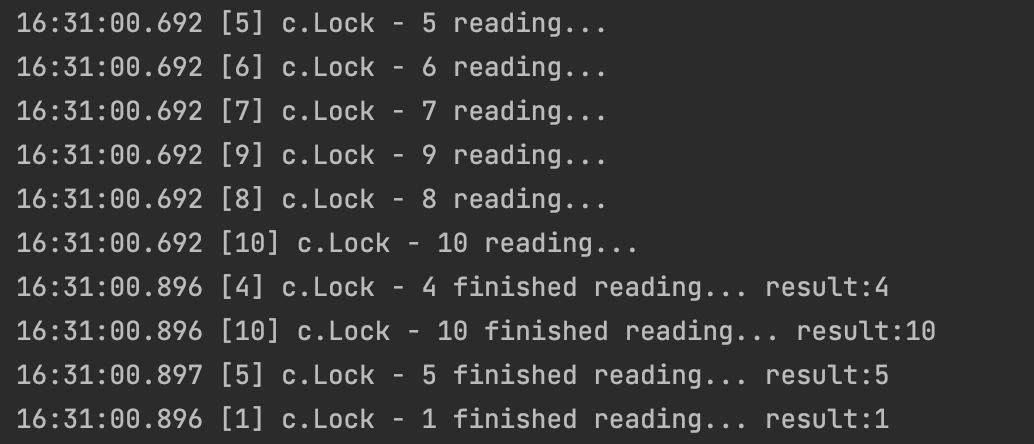 16:31:00.692 [5] c.Lock - 5 reading...
16:31:00.692 [6] c.Lock - 6 reading...
16:31:00.692 [7] c.Lock - 7 reading...
16:31:00.692 [9] c.Lock - 9 reading...
16:31:00.692 [8] c.Lock - 8 reading...
16:31:00.692 [10] c.Lock - 10 reading...
16:31:00.896 [4] c.Lock - 4 finished reading... result:4
16:31:00.896 [10] c.Lock - 10 finished reading... result:10
16:31:00.897 [5] c.Lock - 5 finished reading... result:5
16:31:00.896 [1] c.Lock - 1 finished reading... result:1